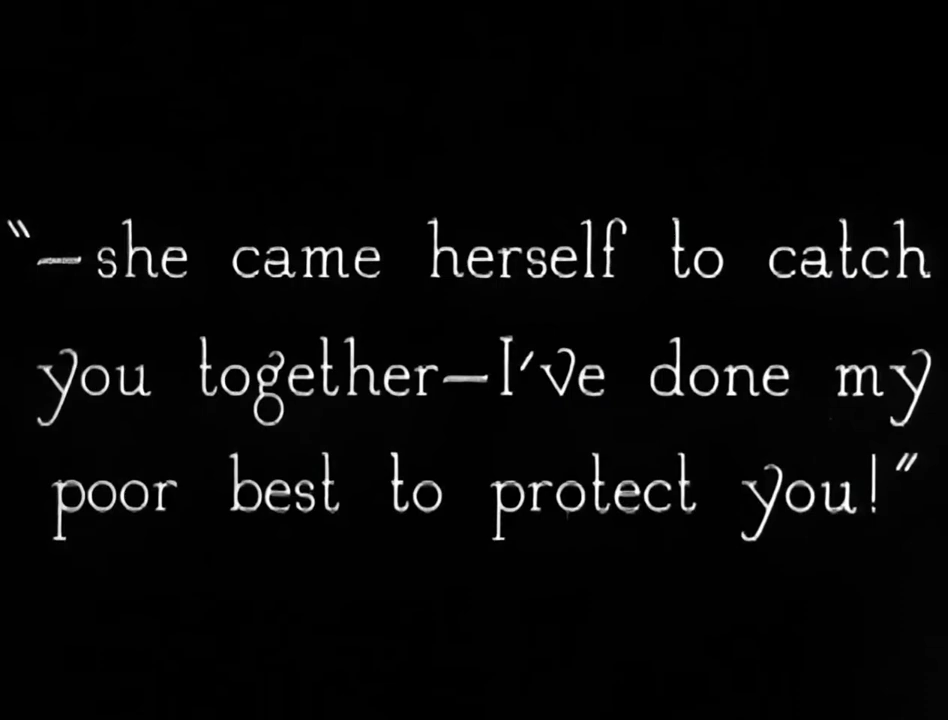 "—she came herself to catch
you together—I've done my
poor best to protect you!"